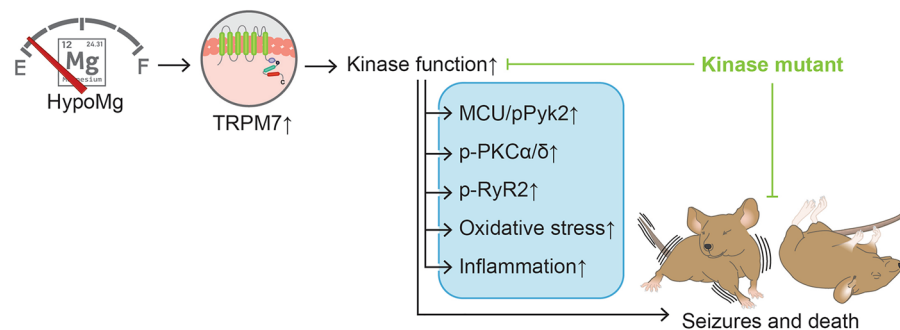 E
12 24.31
Mg
Magnesium
F
HypoMg
C
TRPM7↑
Kinase function↑
Kinase mutant
MCU/pPyk2↑
p-PKCα/δ↑
p-RyR2↑
Oxidative stress↑
Inflammation↑
Seizures and death